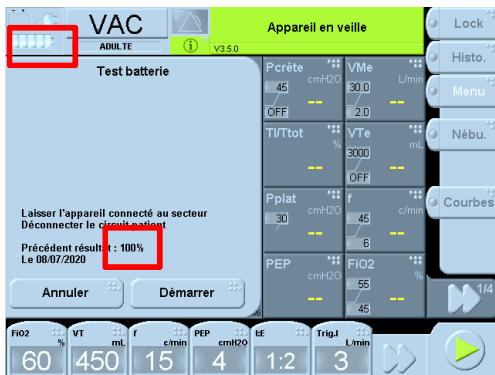 VAC
ADULTE
V3.5.0
Appareil en veille
Lock
Histo.
Menu
Nébu.
Courbes
1/4
Test batterie
Laisser l'appareil connecté au secteur
Déconnecter le circuit patient
Précédent résultat : 100%
Le 08/07/2020
Annuler
Démarrer
Pcrête
cmH2O
45
OFF
--
VMe
L/min
30.0
2.0
--
TI/Ttot
%
--
VTe
mL
3000
OFF
--
Pplat
cmH2O
30
--
f
c/min
45
6
--
PEP
cmH2O
--
FiO2
%
55
45
--
FiO2 %
60
VT mL
450
f c/min
15
PEP cmH2O
4
I:E
1:2
Trig.I L/min
3